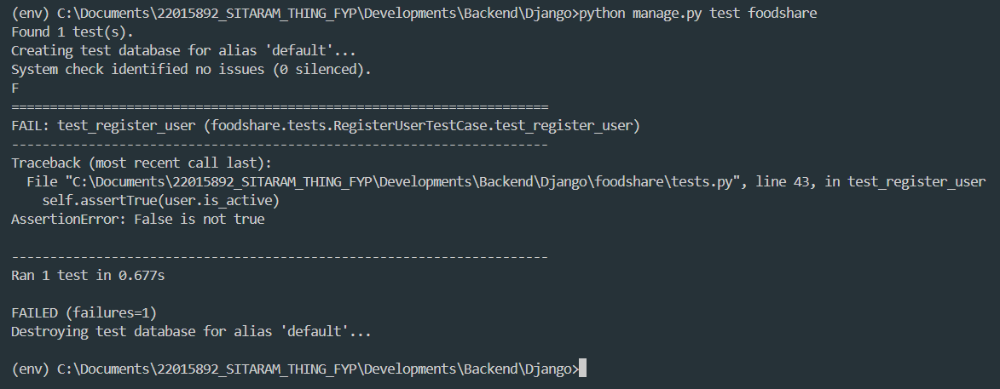 (env) C:\Documents\22015892_SITARAM_THING_FYP\Developments\Backend\Django>python manage.py test foodshare
Found 1 test(s).
Creating test database for alias 'default'...
System check identified no issues (0 silenced).
F
======================================================================
FAIL: test_register_user (foodshare.tests.RegisterUserTestCase.test_register_user)
----------------------------------------------------------------------
Traceback (most recent call last):
  File "C:\Documents\22015892_SITARAM_THING_FYP\Developments\Backend\Django\foodshare\tests.py", line 43, in test_register_user
    self.assertTrue(user.is_active)
AssertionError: False is not true

----------------------------------------------------------------------
Ran 1 test in 0.677s

FAILED (failures=1)
Destroying test database for alias 'default'...

(env) C:\Documents\22015892_SITARAM_THING_FYP\Developments\Backend\Django>